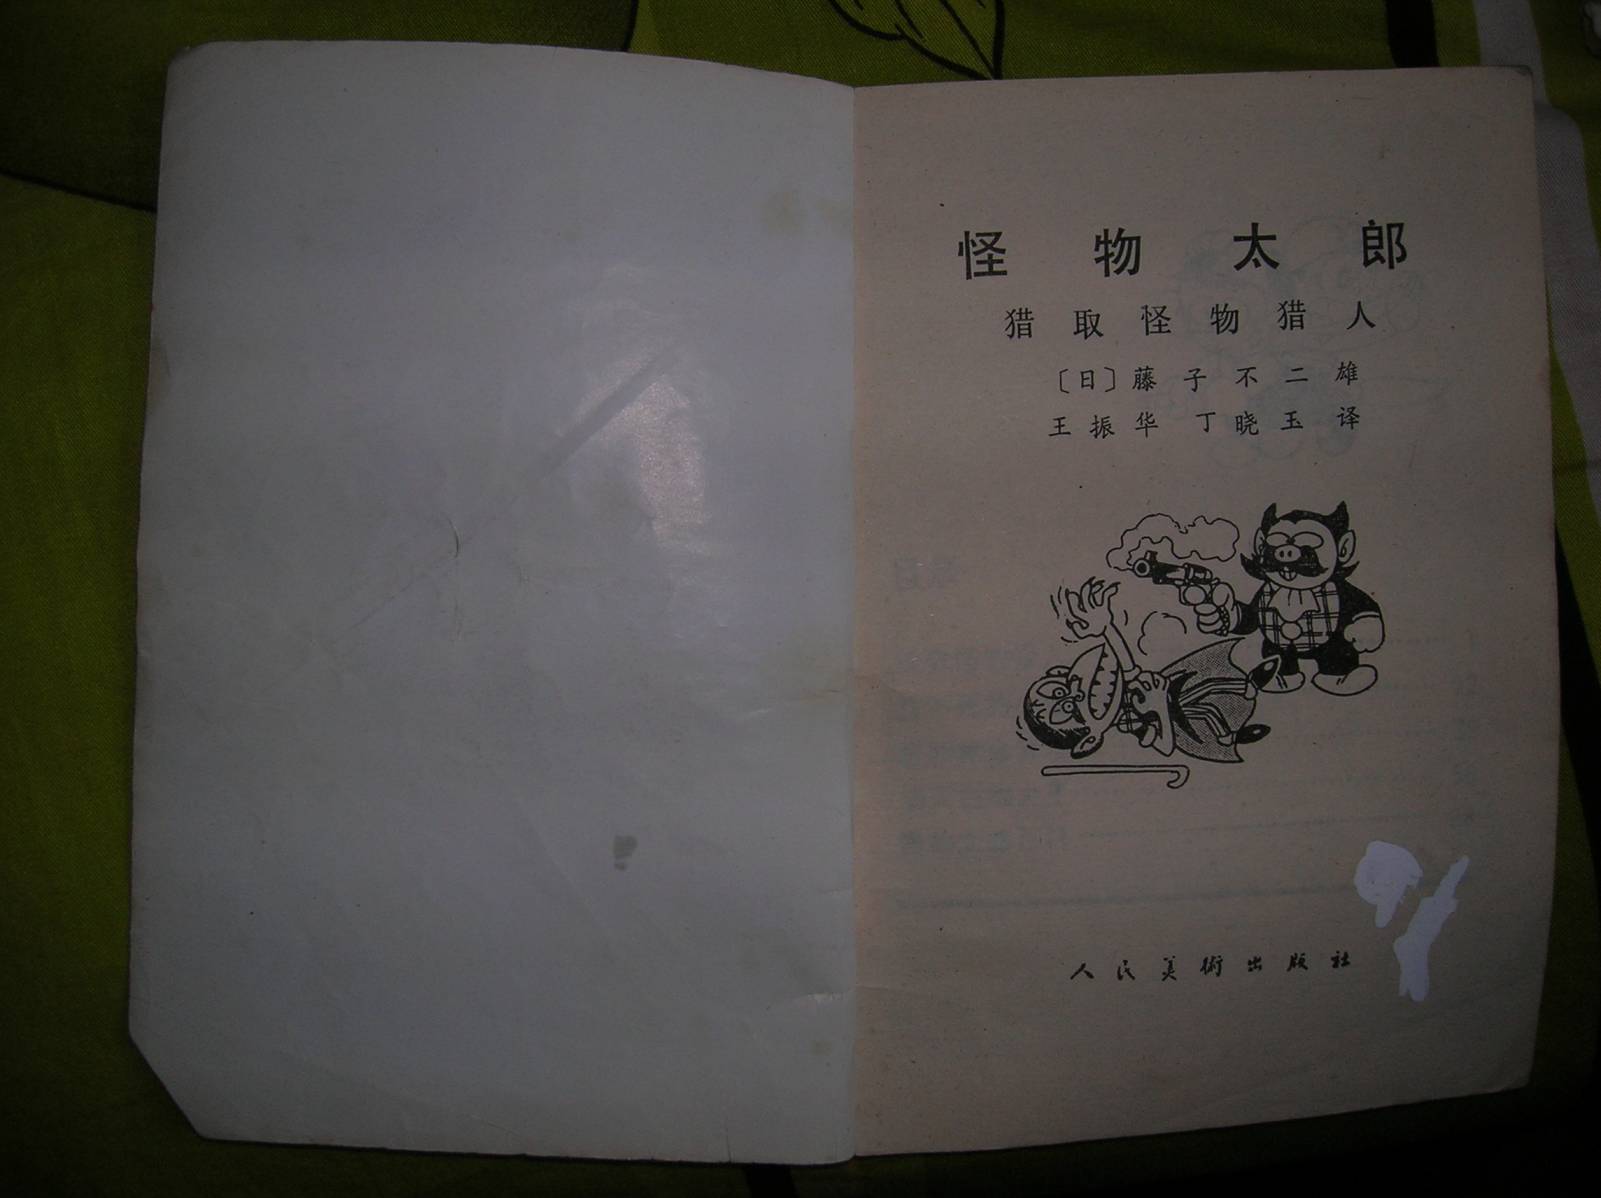 怪物太郎
猎取怪物猎人
〔日〕藤子不二雄
王振华 丁晓玉 译
人民美術出版社